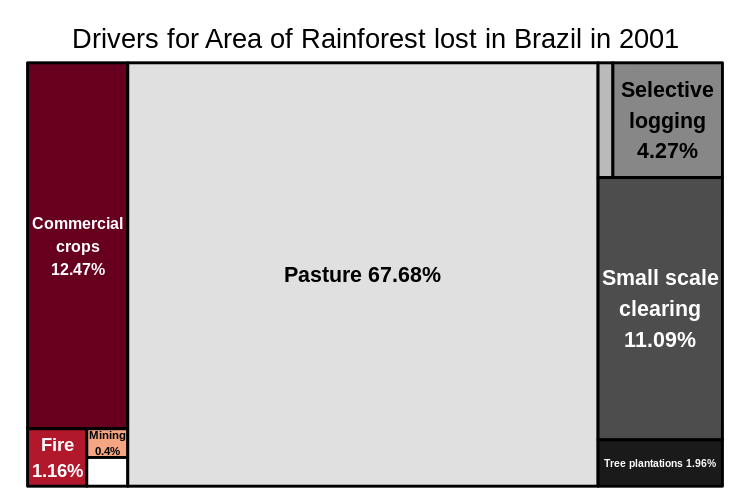 Drivers for Area of Rainforest lost in Brazil in 2001
Commercial
crops
12.47%
Fire
1.16%
Mining
0.4%
Pasture 67.68%
Selective
logging
4.27%
Small scale
clearing
11.09%
Tree plantations 1.96%